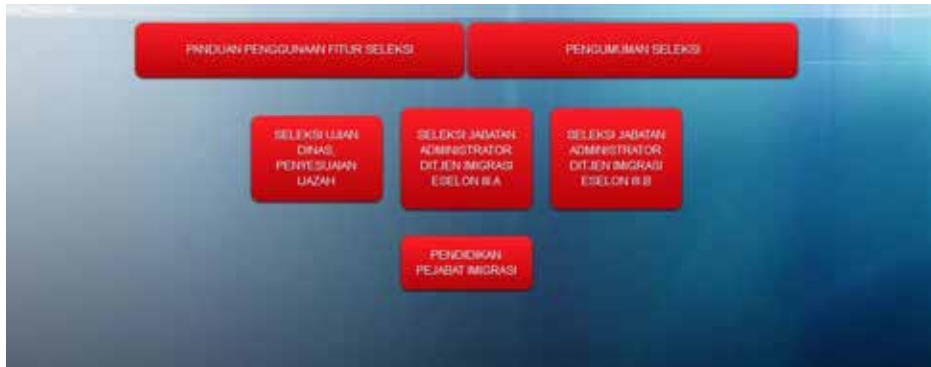 PANDUAN PENGGUNAAN FITUR SELEKSI
PENGUMUMAN SELEKSI
SELEKSI UJIAN
DINAS,
PENYESUAIAN
IJAZAH
SELEKSI JABATAN
ADMINISTRATOR
DITJEN IMIGRASI
ESELON III.A
SELEKSI JABATAN
ADMINISTRATOR
DITJEN IMIGRASI
ESELON III.B
PENDIDIKAN
PEJABAT IMIGRASI